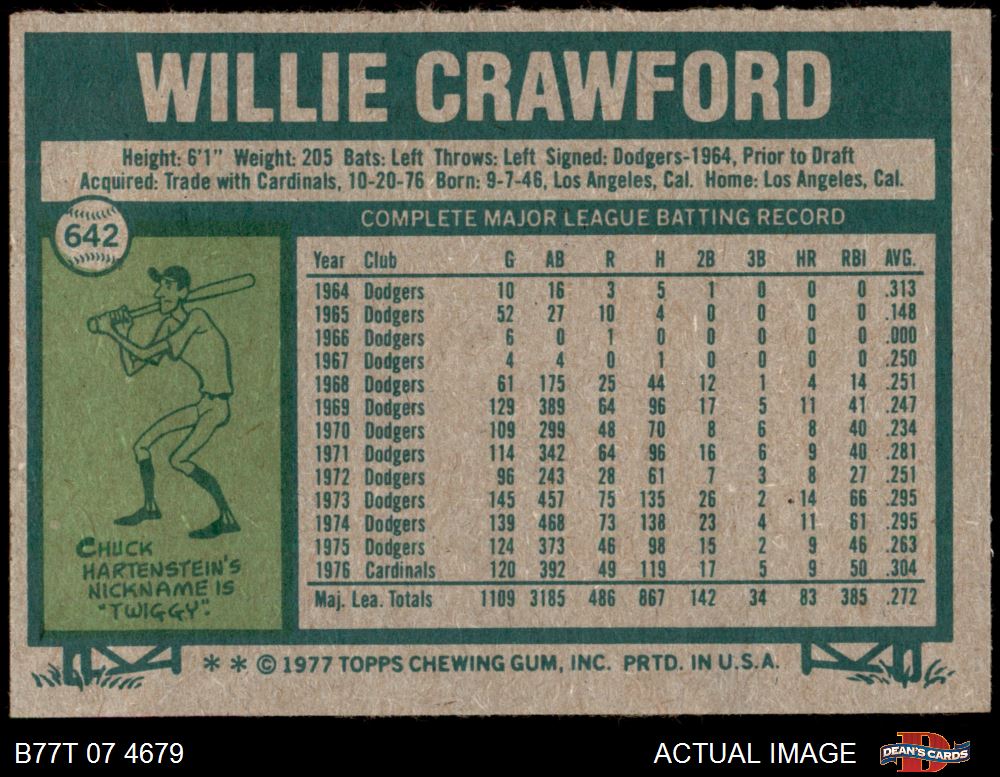 WILLIE CRAWFORD
Height: 6'1" Weight: 205 Bats: Left Throws: Left Signed: Dodgers-1964, Prior to Draft
Acquired: Trade with Cardinals, 10-20-76 Born: 9-7-46, Los Angeles, Cal. Home: Los Angeles, Cal.
642
COMPLETE MAJOR LEAGUE BATTING RECORD
Year Club G AB R H 2B 3B HR RBI AVG.
1964 Dodgers 10 16 3 5 1 0 0 0 .313
1965 Dodgers 52 27 10 4 0 0 0 0 .148
1966 Dodgers 6 0 1 0 0 0 0 0 .000
1967 Dodgers 4 4 0 1 0 0 0 0 .250
1968 Dodgers 61 175 25 44 12 1 4 14 .251
1969 Dodgers 129 389 64 96 17 5 11 41 .247
1970 Dodgers 109 299 48 70 8 6 8 40 .234
1971 Dodgers 114 342 64 96 16 6 9 40 .281
1972 Dodgers 96 243 28 61 7 3 8 27 .251
1973 Dodgers 145 457 75 135 26 2 14 66 .295
1974 Dodgers 139 468 73 138 23 4 11 61 .295
1975 Dodgers 124 373 46 98 15 2 9 46 .263
1976 Cardinals 120 392 49 119 17 5 9 50 .304
Maj. Lea. Totals 1109 3185 486 867 142 34 83 385 .272
CHUCK
HARTENSTEIN'S
NICKNAME IS
"TWIGGY".
* * © 1977 TOPPS CHEWING GUM, INC. PRTD. IN U.S.A.
B77T 07 4679
ACTUAL IMAGE
DEAN'S CARDS